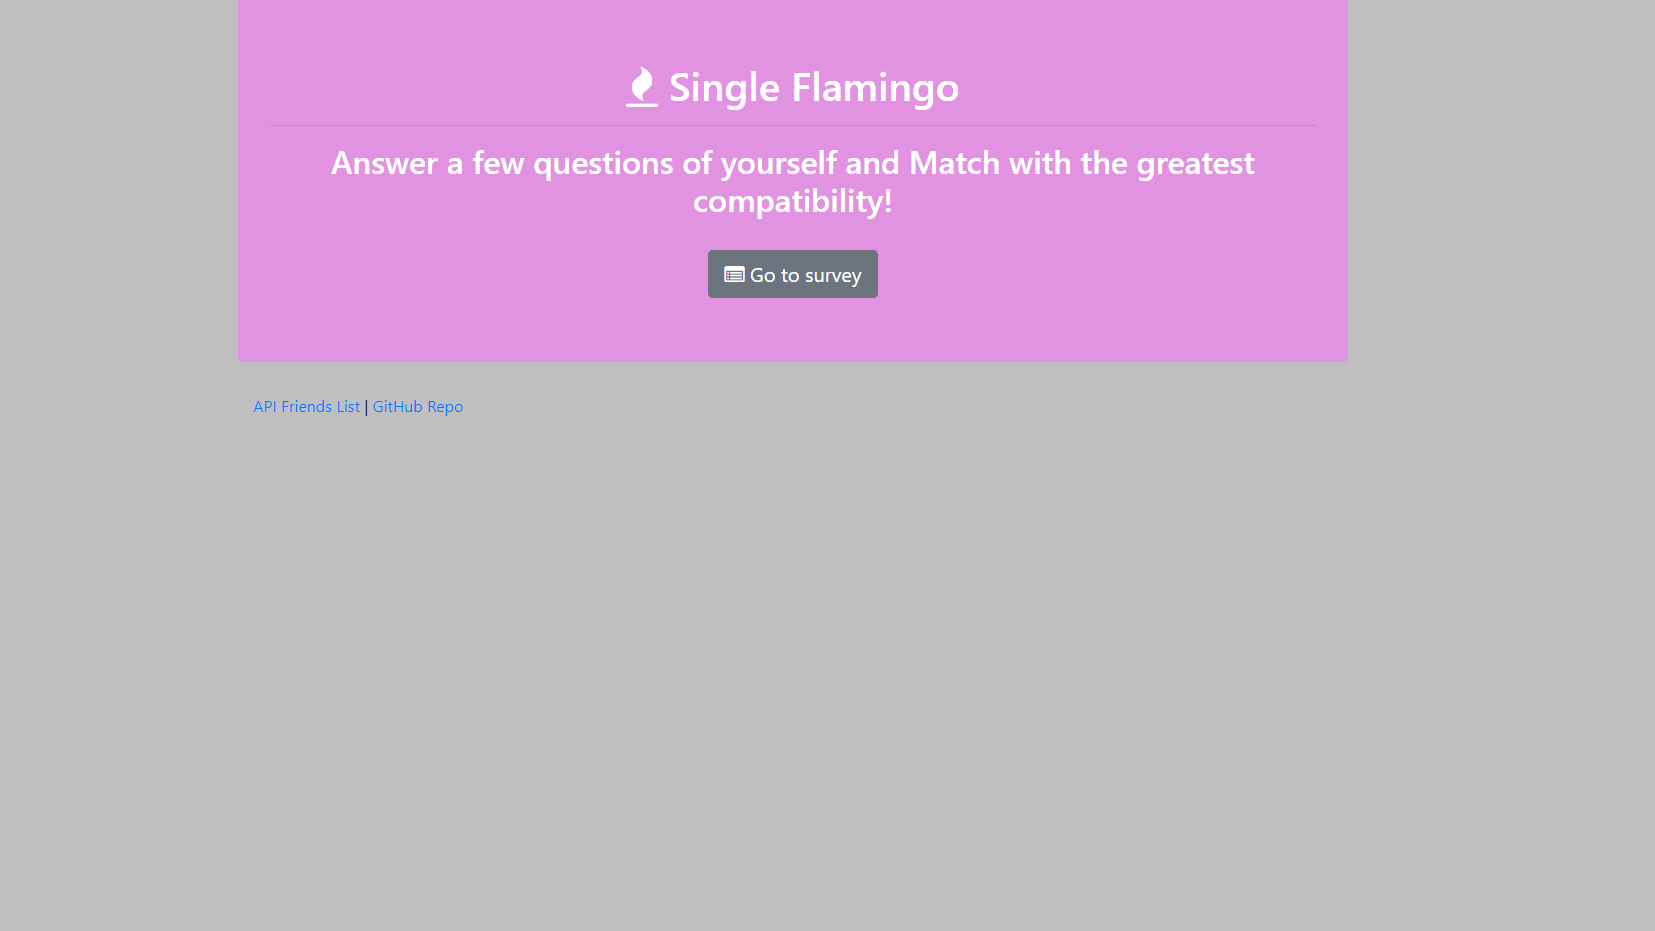 Single Flamingo
Answer a few questions of yourself and Match with the greatest
compatibility!
Go to survey
API Friends List | GitHub Repo